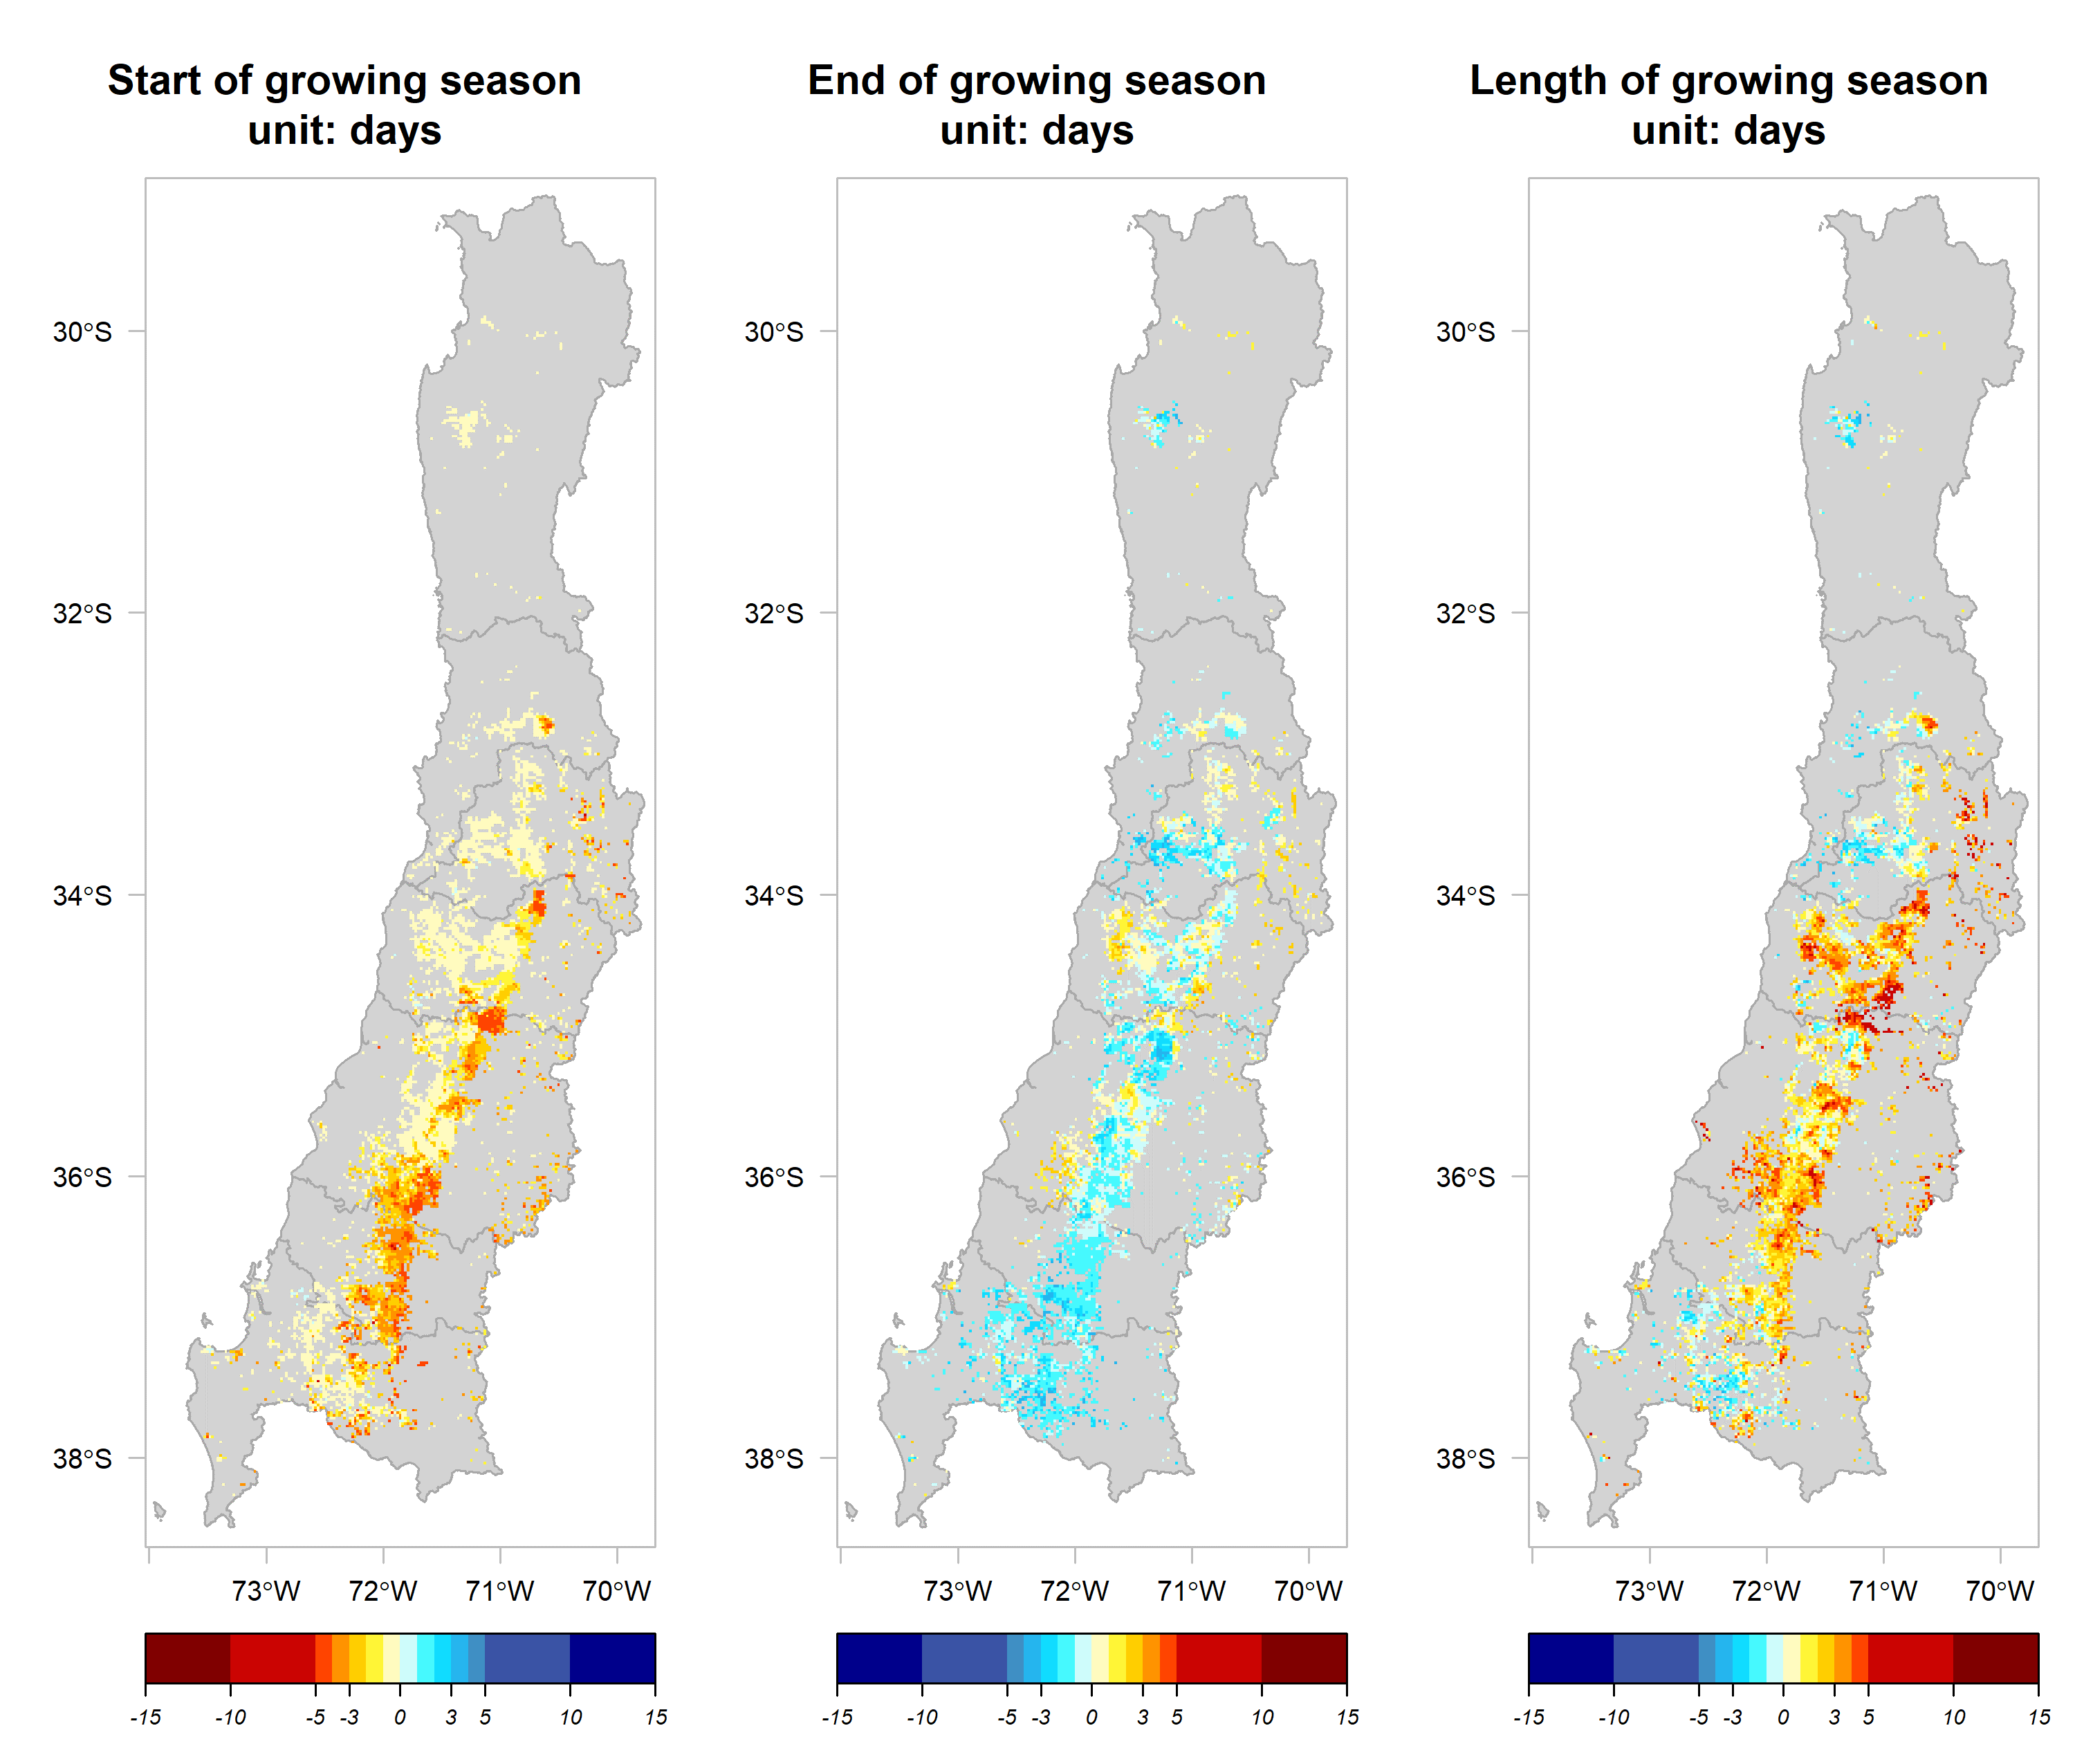 Start of growing season
unit: days
End of growing season
unit: days
Length of growing season
unit: days
30°S
32°S
34°S
36°S
38°S
30°S
32°S
34°S
36°S
38°S
30°S
32°S
34°S
36°S
38°S
73°W 72°W 71°W 70°W
73°W 72°W 71°W 70°W
73°W 72°W 71°W 70°W
-15 -10 -5 -3 0 3 5 10 15
-15 -10 -5 -3 0 3 5 10 15
-15 -10 -5 -3 0 3 5 10 15